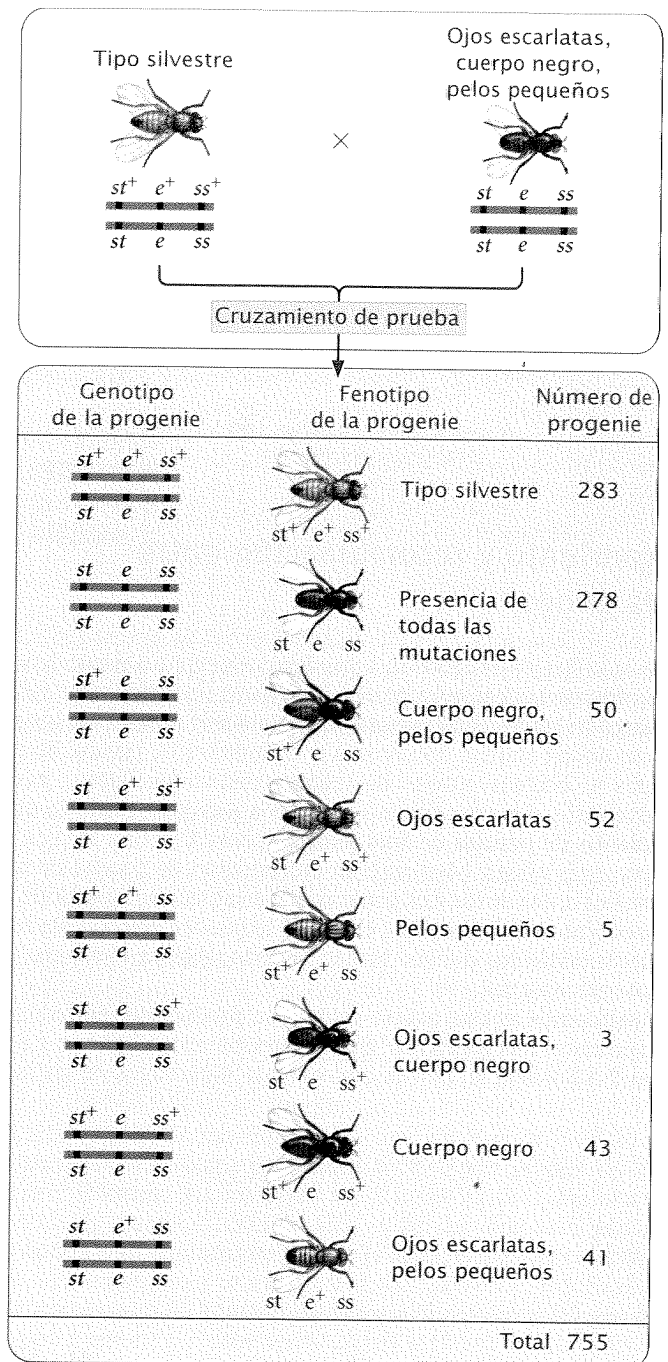 Tipo silvestre
Ojos escarlatas,
cuerpo negro,
pelos pequeños
×
st+ e+ ss+
st e ss
st e ss
st e ss
Cruzamiento de prueba
Genotipo
de la progenie
Fenotipo
de la progenie
Número de
progenie
st+ e+ ss+
st e ss
st+ e+ ss+
Tipo silvestre
283
st e ss
st e ss
st e ss
Presencia de
todas las
mutaciones
278
st+ e ss
st e ss
st+ e ss
Cuerpo negro,
pelos pequeños
50
st e+ ss+
st e ss
st e+ ss+
Ojos escarlatas
52
st+ e+ ss
st e ss
st+ e+ ss
Pelos pequeños
5
st e ss+
st e ss
st e ss+
Ojos escarlatas,
cuerpo negro
3
st+ e ss+
st e ss
st+ e ss+
Cuerpo negro
43
st e+ ss
st e ss
st e+ ss
Ojos escarlatas,
pelos pequeños
41
Total 755